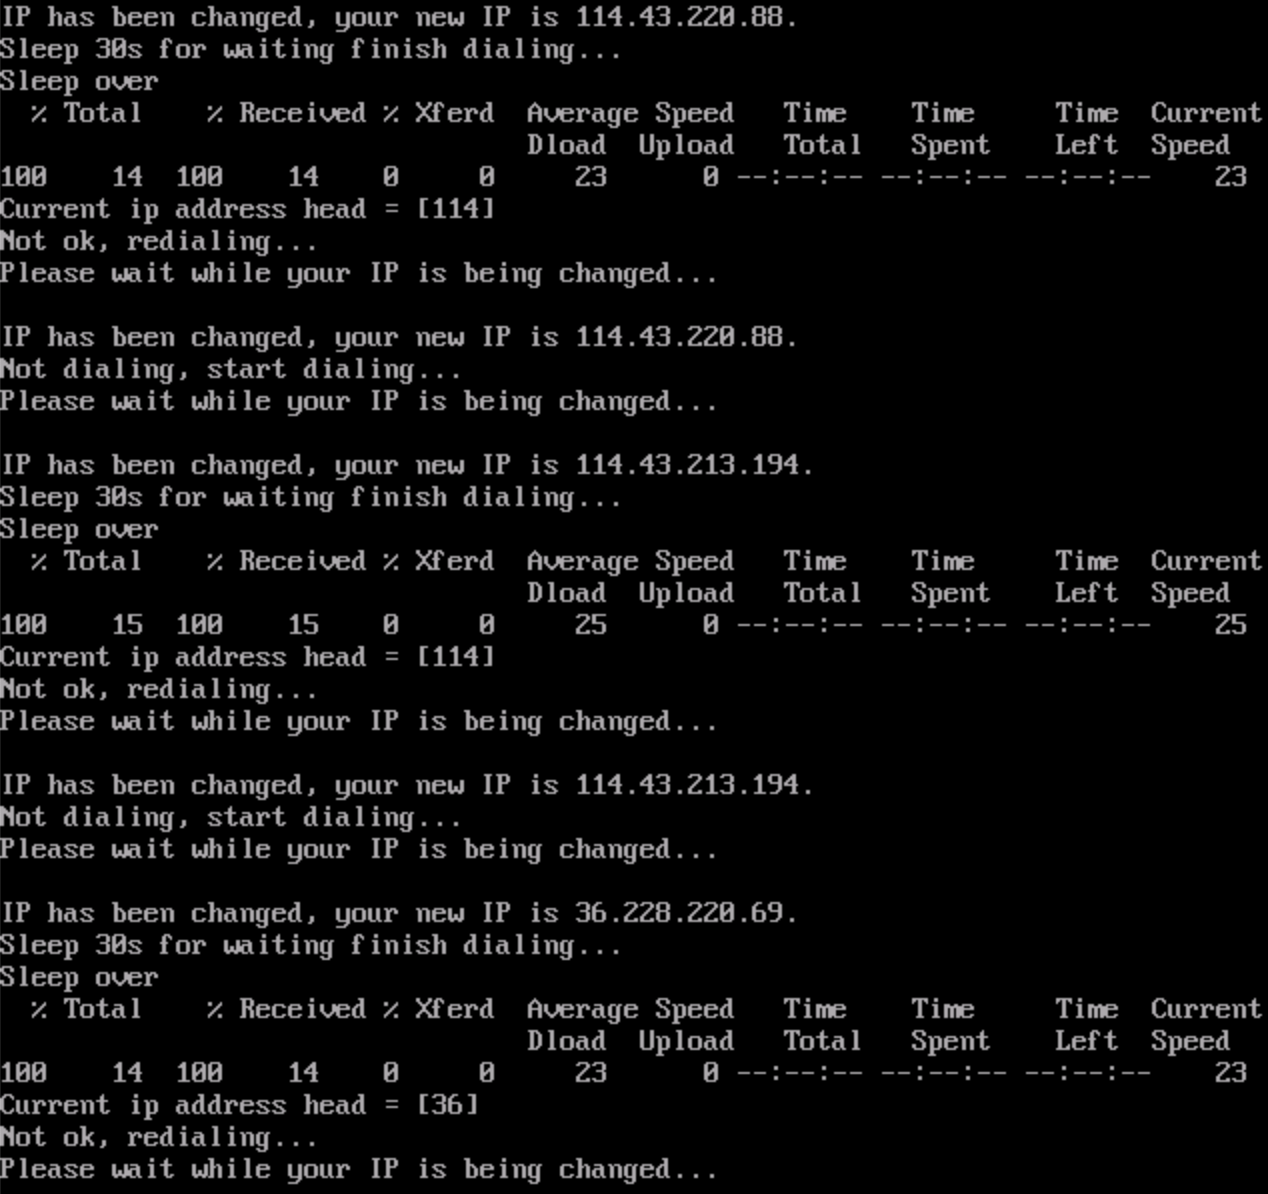 IP has been changed, your new IP is 114.43.220.88.
Sleep 30s for waiting finish dialing...
Sleep over
  % Total    % Received % Xferd  Average Speed   Time    Time     Time  Current
                                 Dload  Upload   Total   Spent    Left  Speed
100    14  100    14    0     0     23      0 --:--:-- --:--:-- --:--:--    23
Current ip address head = [114]
Not ok, redialing...
Please wait while your IP is being changed...

IP has been changed, your new IP is 114.43.220.88.
Not dialing, start dialing...
Please wait while your IP is being changed...

IP has been changed, your new IP is 114.43.213.194.
Sleep 30s for waiting finish dialing...
Sleep over
  % Total    % Received % Xferd  Average Speed   Time    Time     Time  Current
                                 Dload  Upload   Total   Spent    Left  Speed
100    15  100    15    0     0     25      0 --:--:-- --:--:-- --:--:--    25
Current ip address head = [114]
Not ok, redialing...
Please wait while your IP is being changed...

IP has been changed, your new IP is 114.43.213.194.
Not dialing, start dialing...
Please wait while your IP is being changed...

IP has been changed, your new IP is 36.228.220.69.
Sleep 30s for waiting finish dialing...
Sleep over
  % Total    % Received % Xferd  Average Speed   Time    Time     Time  Current
                                 Dload  Upload   Total   Spent    Left  Speed
100    14  100    14    0     0     23      0 --:--:-- --:--:-- --:--:--    23
Current ip address head = [36]
Not ok, redialing...
Please wait while your IP is being changed...